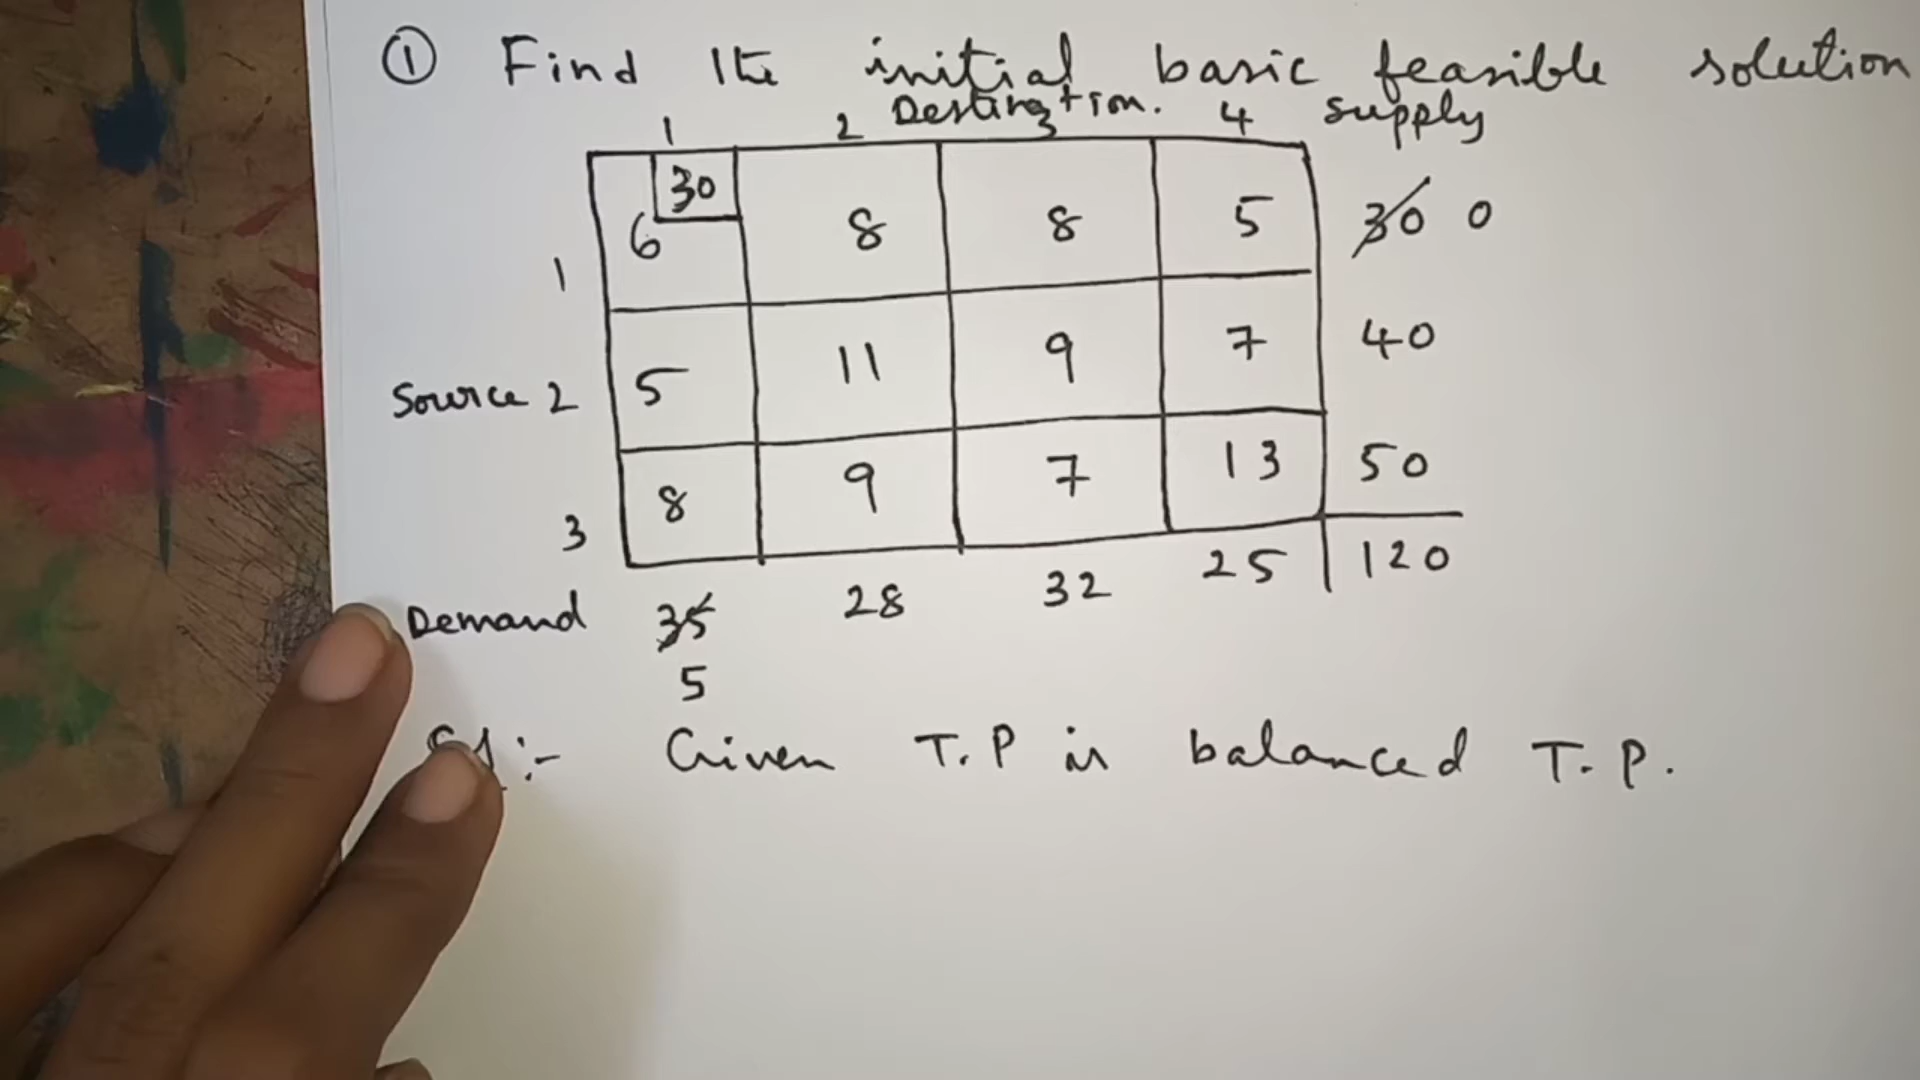 ① Find the initial basic feasible solution
Destination. supply
1 2 3 4
30
6 8 8 5 30 0
1
5 11 9 7 40
Source 2
8 9 7 13 50
3
Demand 35 28 32 25 120
5
:- Given T.P is balanced T.P.